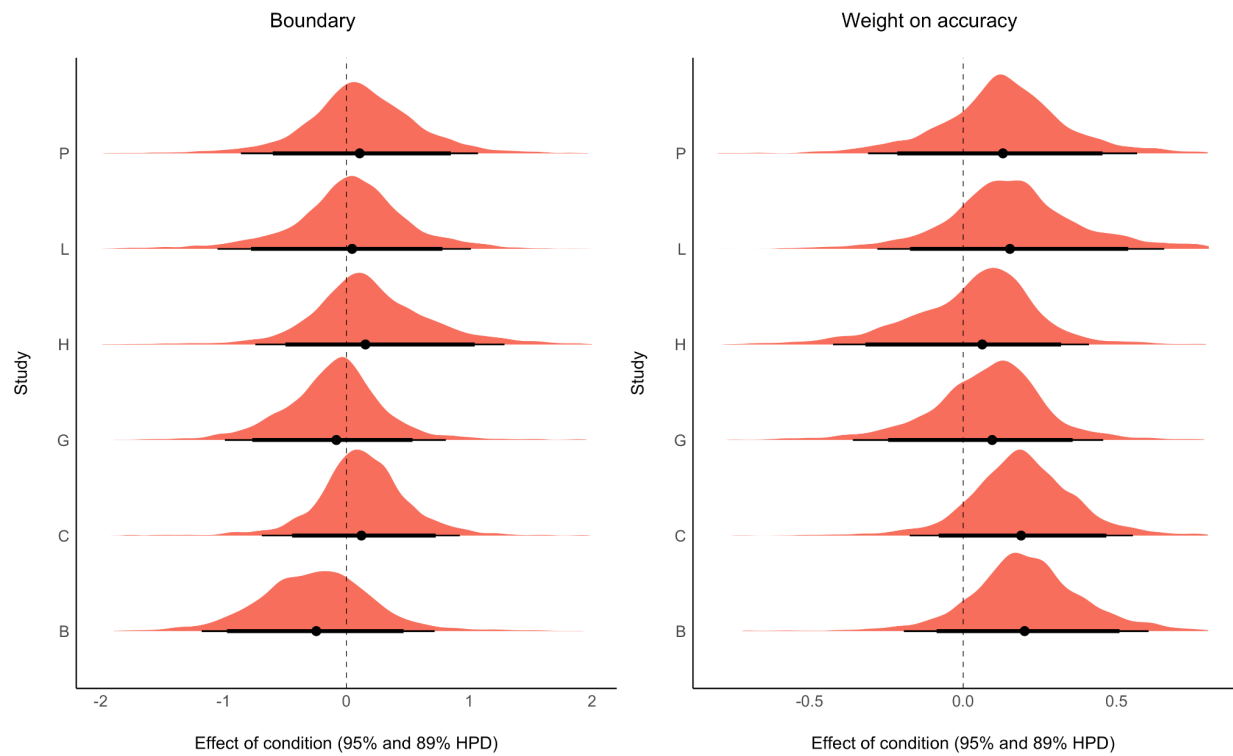 Boundary
Study
P
L
H
G
C
B
-2 -1 0 1 2
Effect of condition (95% and 89% HPD)
Weight on accuracy
Study
P
L
H
G
C
B
-0.5 0.0 0.5
Effect of condition (95% and 89% HPD)